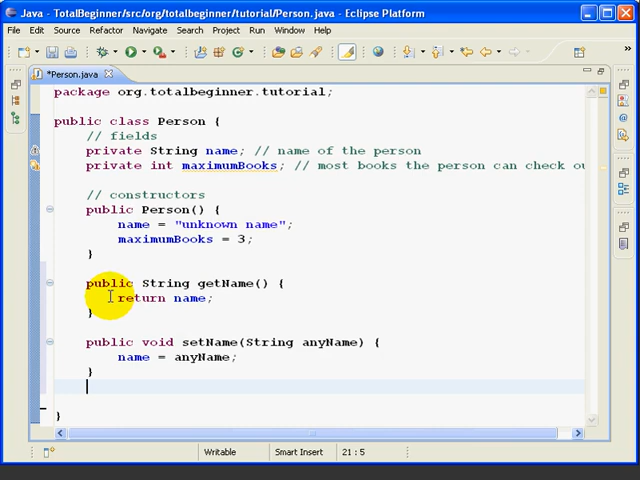 Java - TotalBeginner/src/org/totalbeginner/tutorial/Person.java - Eclipse Platform
File Edit Source Refactor Navigate Search Project Run Window Help
*Person.java
package org.totalbeginner.tutorial;
public class Person {
// fields
private String name; // name of the person
private int maximumBooks; // most books the person can check ou
// constructors
public Person() {
name = "unknown name";
maximumBooks = 3;
}
public String getName() {
return name;
}
public void setName(String anyName) {
name = anyName;
}
}
Writable Smart Insert 21 : 5